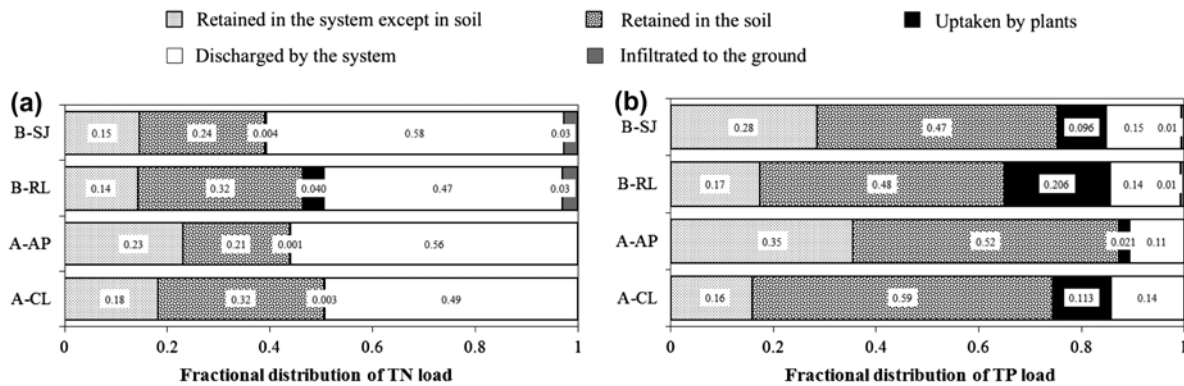 Retained in the system except in soil Retained in the soil Uptaken by plants
Discharged by the system Infiltrated to the ground
(a)
B-SJ 0.15 0.24 0.004 0.58 0.03
B-RL 0.14 0.32 0.040 0.47 0.03
A-AP 0.23 0.21 0.001 0.56
A-CL 0.18 0.32 0.003 0.49
0 0.2 0.4 0.6 0.8 1
Fractional distribution of TN load
(b)
B-SJ 0.28 0.47 0.096 0.15 0.01
B-RL 0.17 0.48 0.206 0.14 0.01
A-AP 0.35 0.52 0.021 0.11
A-CL 0.16 0.59 0.113 0.14
0 0.2 0.4 0.6 0.8 1
Fractional distribution of TP load